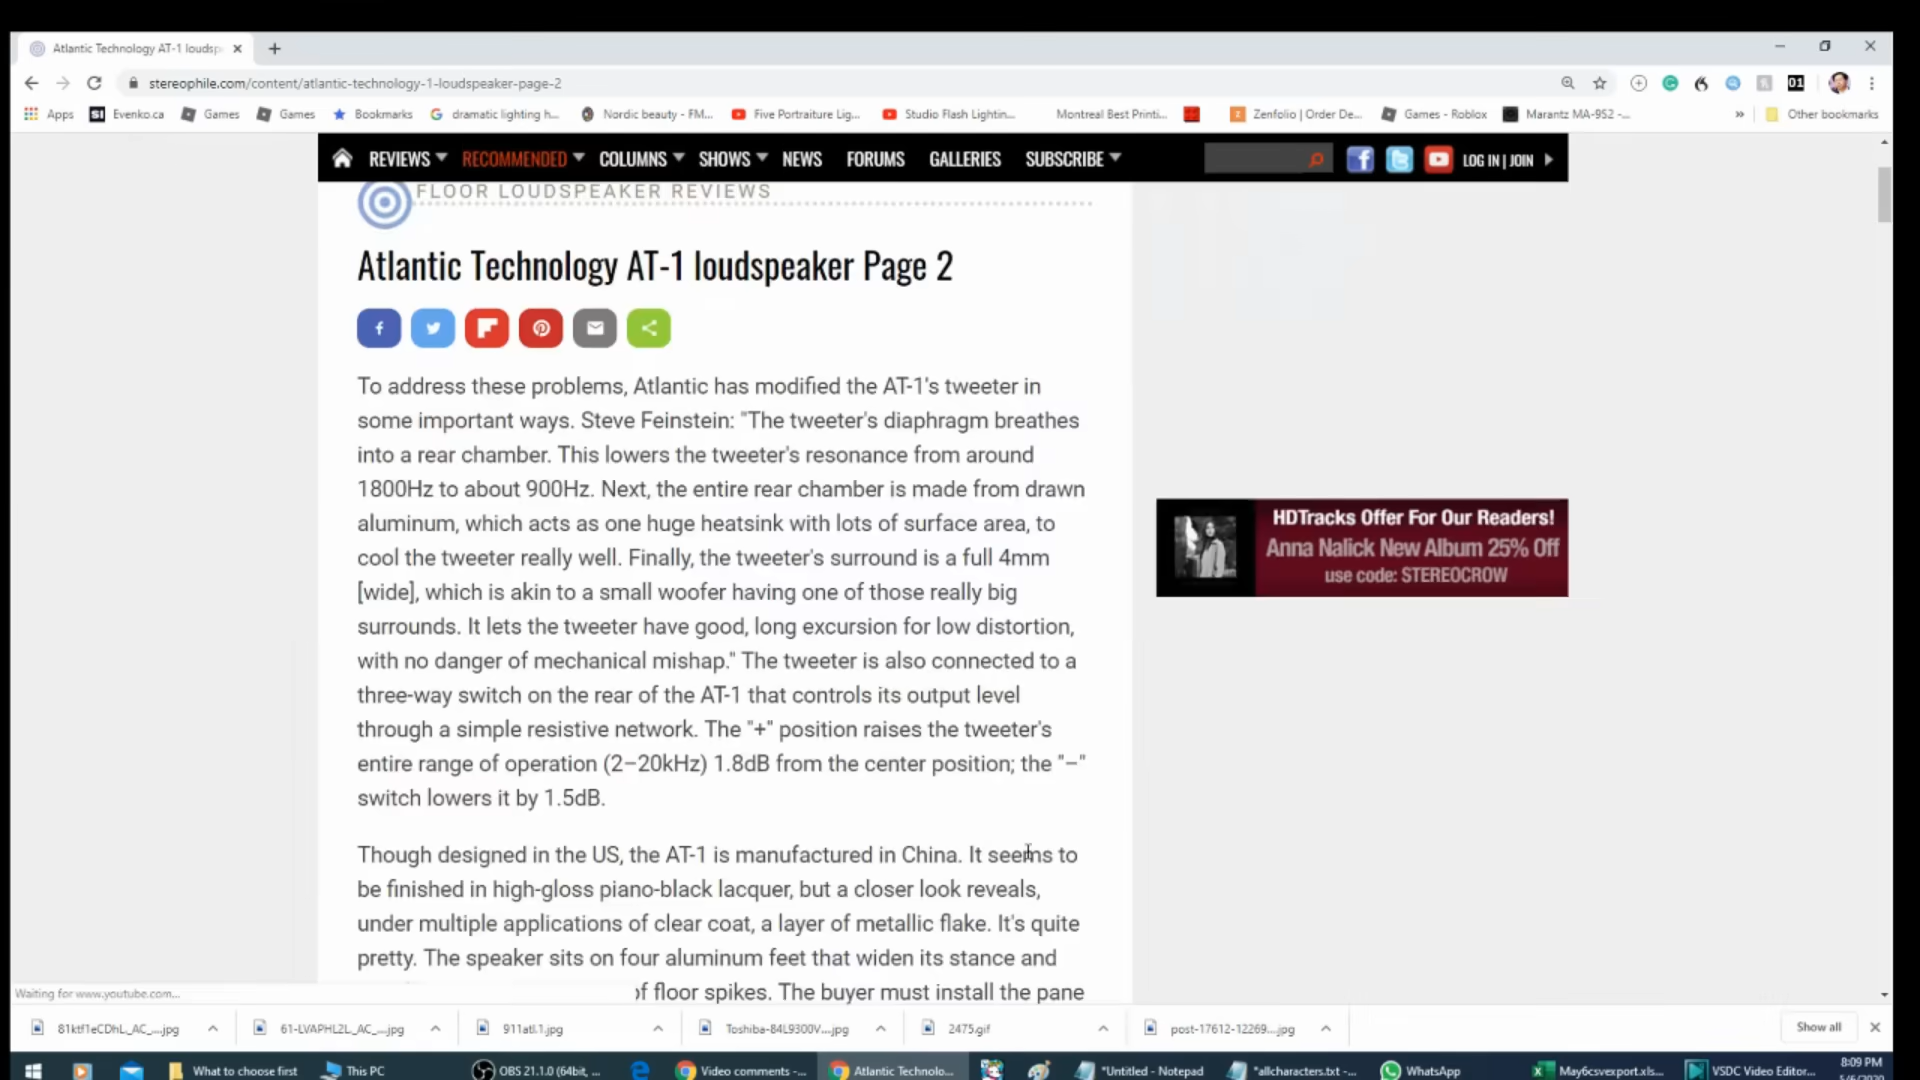 Atlantic Technology AT-1 loudsp
stereophile.com/content/atlantic-technology-1-loudspeaker-page-2
01
Apps
Evenko.ca
Games
Games
Bookmarks
dramatic lighting h...
Nordic beauty - FM...
Five Portraiture Lig...
Studio Flash Lightin...
Montreal Best Printi...
Zenfolio | Order De...
Games - Roblox
Marantz MA-952 -...
»
Other bookmarks
REVIEWS
RECOMMENDED
COLUMNS
SHOWS
NEWS
FORUMS
GALLERIES
SUBSCRIBE
LOG IN | JOIN
FLOOR LOUDSPEAKER REVIEWS
Atlantic Technology AT-1 loudspeaker Page 2
To address these problems, Atlantic has modified the AT-1's tweeter in
some important ways. Steve Feinstein: "The tweeter's diaphragm breathes
into a rear chamber. This lowers the tweeter's resonance from around
1800Hz to about 900Hz. Next, the entire rear chamber is made from drawn
aluminum, which acts as one huge heatsink with lots of surface area, to
cool the tweeter really well. Finally, the tweeter's surround is a full 4mm
[wide], which is akin to a small woofer having one of those really big
surrounds. It lets the tweeter have good, long excursion for low distortion,
with no danger of mechanical mishap." The tweeter is also connected to a
three-way switch on the rear of the AT-1 that controls its output level
through a simple resistive network. The "+" position raises the tweeter's
entire range of operation (2–20kHz) 1.8dB from the center position; the "–"
switch lowers it by 1.5dB.
Though designed in the US, the AT-1 is manufactured in China. It seems to
be finished in high-gloss piano-black lacquer, but a closer look reveals,
under multiple applications of clear coat, a layer of metallic flake. It's quite
pretty. The speaker sits on four aluminum feet that widen its stance and
of floor spikes. The buyer must install the pane
HDTracks Offer For Our Readers!
Anna Nalick New Album 25% Off
use code: STEREOCROW
Waiting for www.youtube.com...
81ktf1eCDhL._AC_....jpg
61-LVAPHL2L._AC_...jpg
911atl.1.jpg
Toshiba-84L9300V....jpg
2475.gif
post-17612-12269....jpg
Show all
What to choose first
This PC
OBS 21.1.0 (64bit, ...
Video comments -...
Atlantic Technolo...
*Untitled - Notepad
*allcharacters.txt -...
WhatsApp
May6csvexport.xls...
VSDC Video Editor...
8:09 PM